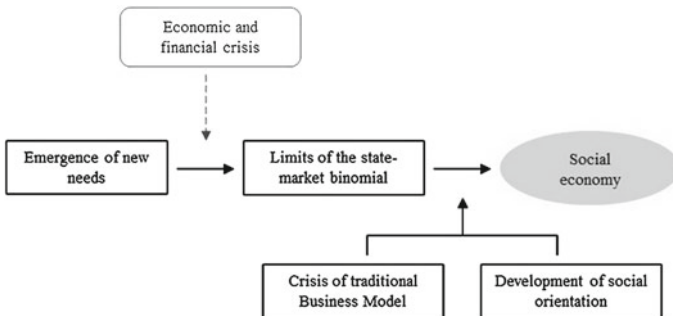 Economic and
financial crisis
Emergence of new
needs
Limits of the state-
market binomial
Social
economy
Crisis of traditional
Business Model
Development of social
orientation